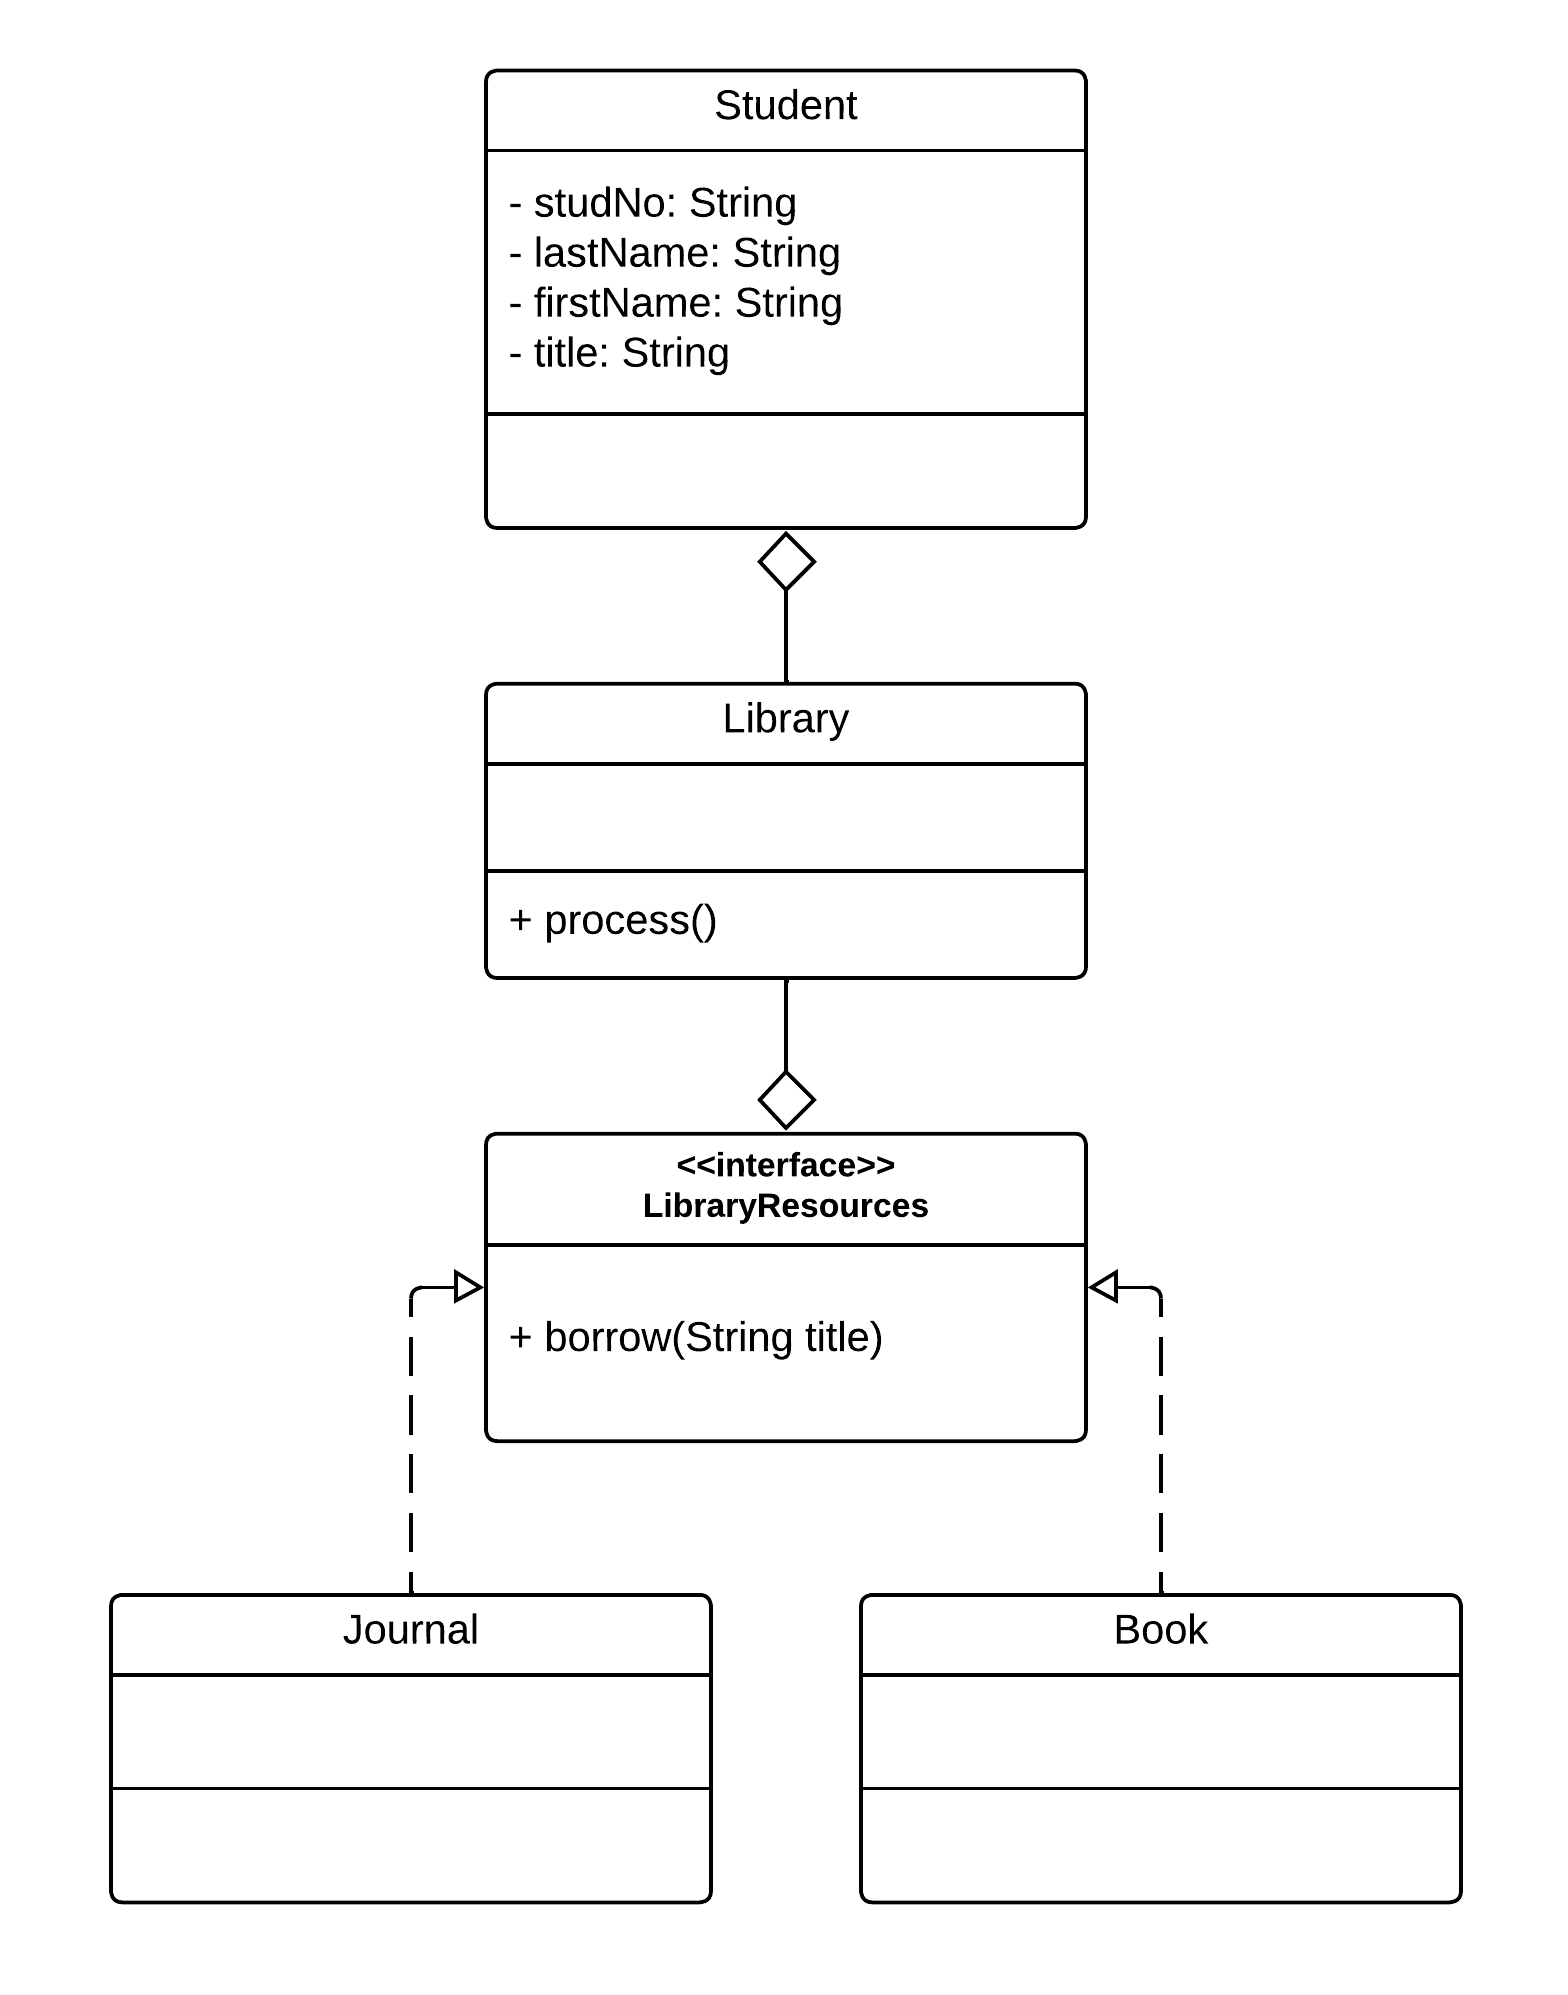 Student
- studNo: String
- lastName: String
- firstName: String
- title: String
Library
+ process()
<<interface>>
LibraryResources
+ borrow(String title)
Journal
Book